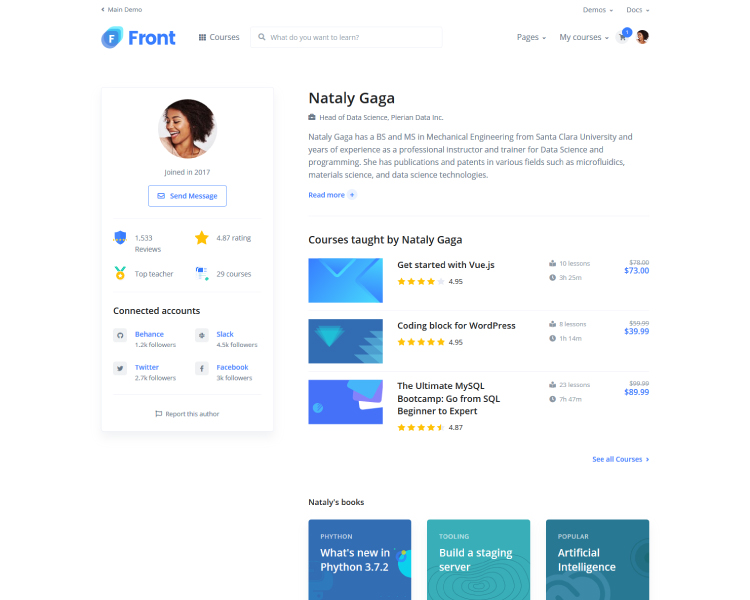 Main Demo
Demos
Docs
Front
Courses
What do you want to learn?
Pages
My courses
1
Joined in 2017
Send Message
1,533
Reviews
4.87 rating
Top teacher
29 courses
Connected accounts
Behance
1.2k followers
Slack
4.5k followers
Twitter
2.7k followers
Facebook
3k followers
Report this author
Nataly Gaga
Head of Data Science, Pierian Data Inc.
Nataly Gaga has a BS and MS in Mechanical Engineering from Santa Clara University and
years of experience as a professional instructor and trainer for Data Science and
programming. She has publications and patents in various fields such as microfluidics,
materials science, and data science technologies.
Read more +
Courses taught by Nataly Gaga
Get started with Vue.js
4.95
10 lessons
3h 25m
$78.00
$73.00
Coding block for WordPress
4.95
8 lessons
1h 14m
$59.99
$39.99
The Ultimate MySQL
Bootcamp: Go from SQL
Beginner to Expert
4.87
23 lessons
7h 47m
$99.99
$89.99
See all Courses
Nataly's books
PHYTHON
What's new in
Phython 3.7.2
TOOLING
Build a staging
server
POPULAR
Artificial
Intelligence